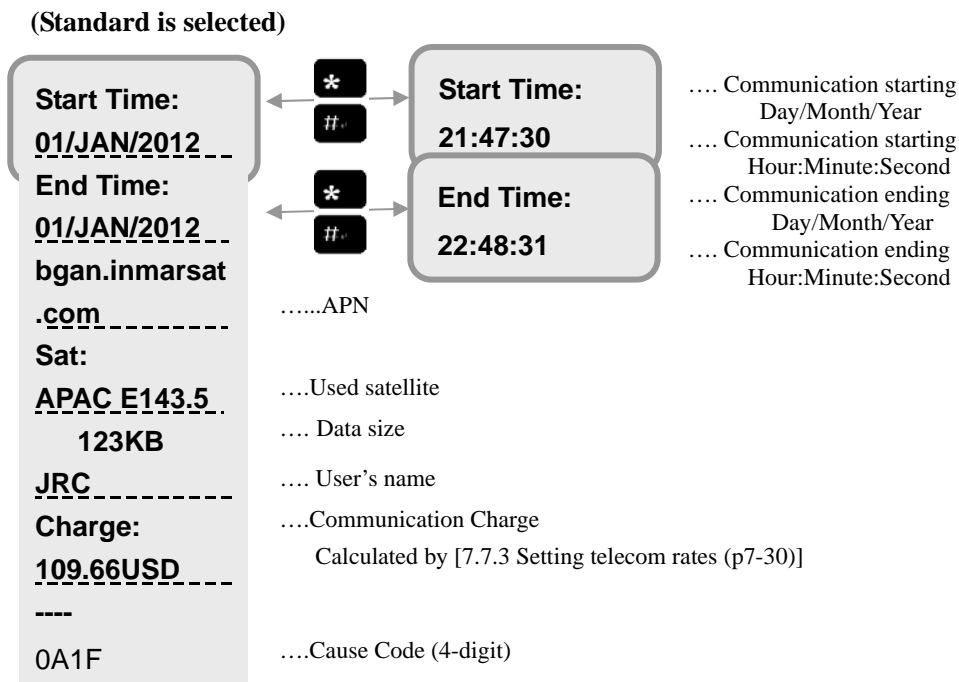 (Standard is selected)
Start Time:
01/JAN/2012
End Time:
01/JAN/2012
bgan.inmarsat
.com
Sat:
APAC E143.5
123KB
JRC
Charge:
109.66USD
----
0A1F
*
#
*
#
Start Time:
21:47:30
End Time:
22:48:31
…. Communication starting
Day/Month/Year
…. Communication starting
Hour:Minute:Second
…. Communication ending
Day/Month/Year
…. Communication ending
Hour:Minute:Second
…...APN
….Used satellite
…. Data size
…. User’s name
….Communication Charge
Calculated by [7.7.3 Setting telecom rates (p7-30)]
….Cause Code (4-digit)